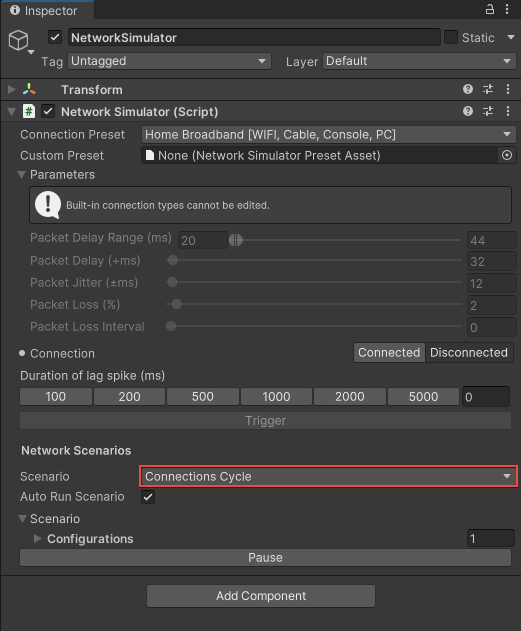 Inspector
NetworkSimulator Static
Tag Untagged Layer Default
Transform
# Network Simulator (Script)
Connection Preset Home Broadband [WIFI, Cable, Console, PC]
Custom Preset None (Network Simulator Preset Asset)
Parameters
Built-in connection types cannot be edited.
Packet Delay Range (ms) 20 44
Packet Delay (+ms) 32
Packet Jitter (±ms) 12
Packet Loss (%) 2
Packet Loss Interval 0
Connection Connected Disconnected
Duration of lag spike (ms)
100 200 500 1000 2000 5000 0
Trigger
Network Scenarios
Scenario Connections Cycle
Auto Run Scenario
Scenario
Configurations 1
Pause
Add Component